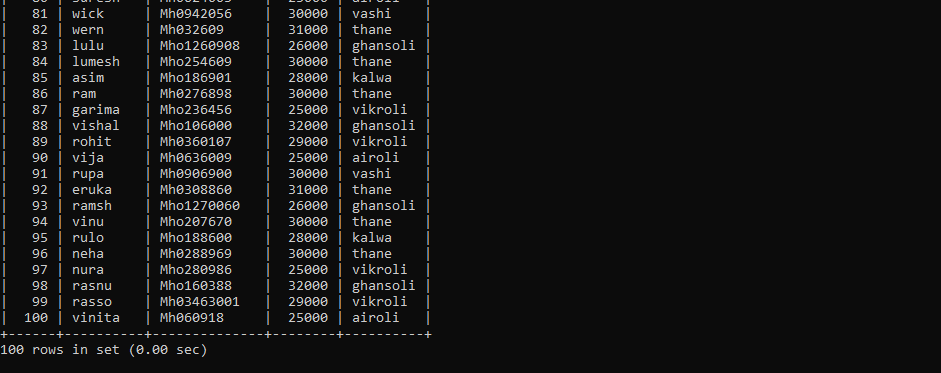 |   81 | wick     | Mh0942056    |  30000 | vashi    |
|   82 | wern     | Mh032609     |  31000 | thane    |
|   83 | lulu     | Mho1260908   |  26000 | ghansoli |
|   84 | lumesh   | Mho254609    |  30000 | thane    |
|   85 | asim     | Mho186901    |  28000 | kalwa    |
|   86 | ram      | Mh0276898    |  30000 | thane    |
|   87 | garima   | Mho236456    |  25000 | vikroli  |
|   88 | vishal   | Mho106000    |  32000 | ghansoli |
|   89 | rohit    | Mh0360107    |  29000 | vikroli  |
|   90 | vija     | Mh0636009    |  25000 | airoli   |
|   91 | rupa     | Mh0906900    |  30000 | vashi    |
|   92 | eruka    | Mh0308860    |  31000 | thane    |
|   93 | ramsh    | Mho1270060   |  26000 | ghansoli |
|   94 | vinu     | Mho207670    |  30000 | thane    |
|   95 | rulo     | Mho188600    |  28000 | kalwa    |
|   96 | neha     | Mh0288969    |  30000 | thane    |
|   97 | nura     | Mho280986    |  25000 | vikroli  |
|   98 | rasnu    | Mho160388    |  32000 | ghansoli |
|   99 | rasso    | Mh03463001   |  29000 | vikroli  |
|  100 | vinita   | Mh060918     |  25000 | airoli   |
+------+----------+--------------+--------+----------+
100 rows in set (0.00 sec)